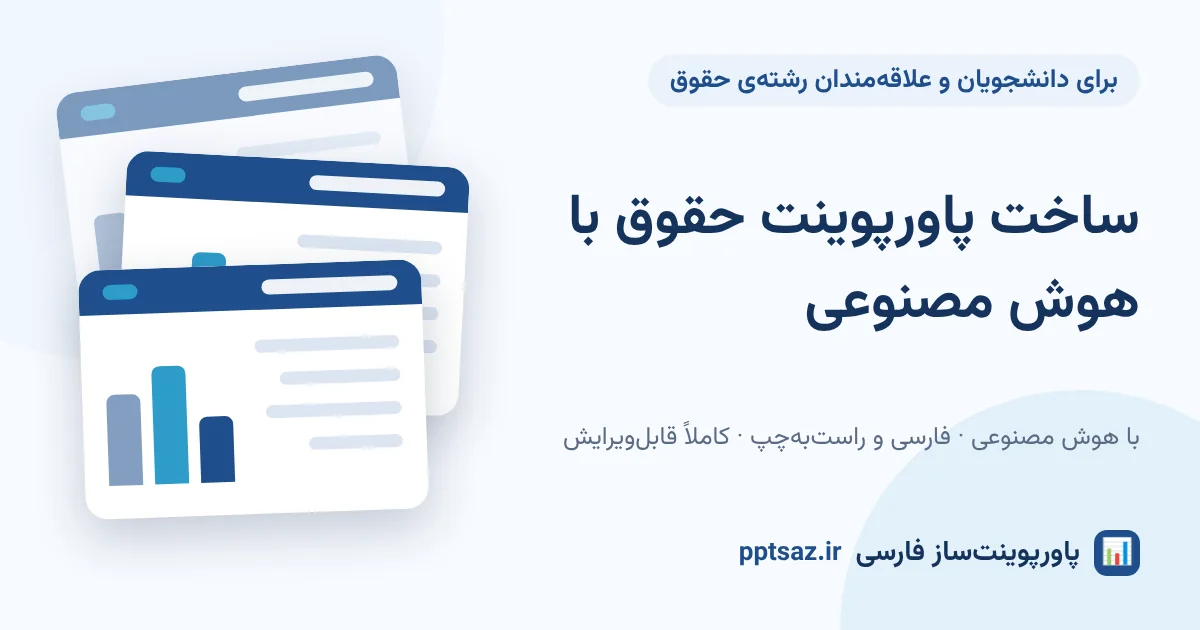 برای دانشجویان و علاقه‌مندان رشته‌ی حقوق
ساخت پاورپوینت حقوق با
هوش مصنوعی
با هوش مصنوعی · فارسی و راست‌به‌چپ · کاملاً قابل‌ویرایش
پاورپوینت‌ساز فارسی pptsaz.ir